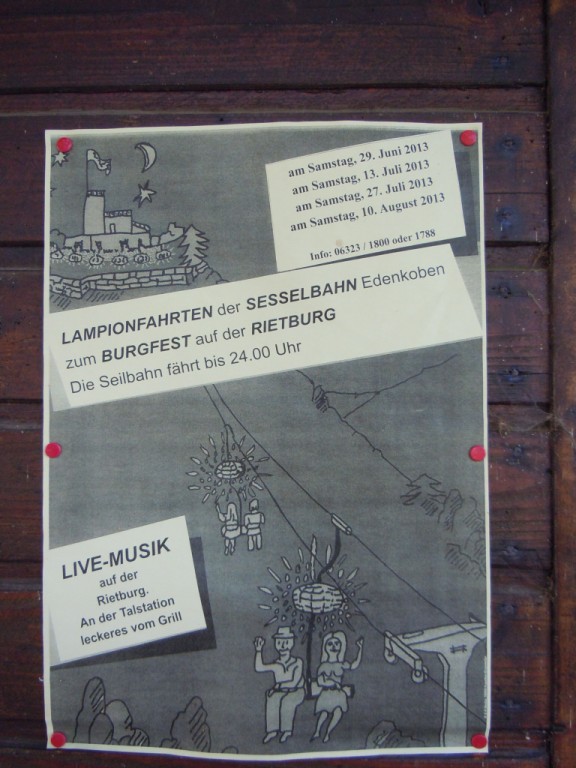 am Samstag, 29. Juni 2013
am Samstag, 13. Juli 2013
am Samstag, 27. Juli 2013
am Samstag, 10. August 2013
Info: 06323 / 1800 oder 1788
LAMPIONFAHRTEN der SESSELBAHN Edenkoben
zum BURGFEST auf der RIETBURG
Die Seilbahn fährt bis 24.00 Uhr
LIVE-MUSIK
auf der
Rietburg.
An der Talstation
leckeres vom Grill